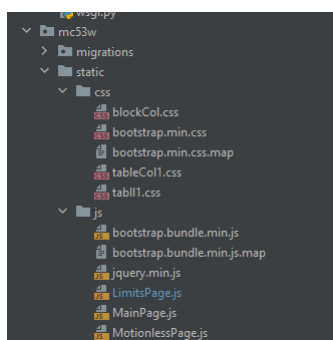 wsgi.py
mc53w
migrations
static
css
blockCol.css
bootstrap.min.css
bootstrap.min.css.map
tableCol1.css
tabll1.css
js
bootstrap.bundle.min.js
bootstrap.bundle.min.js.map
jquery.min.js
LimitsPage.js
MainPage.js
MotionlessPage.js